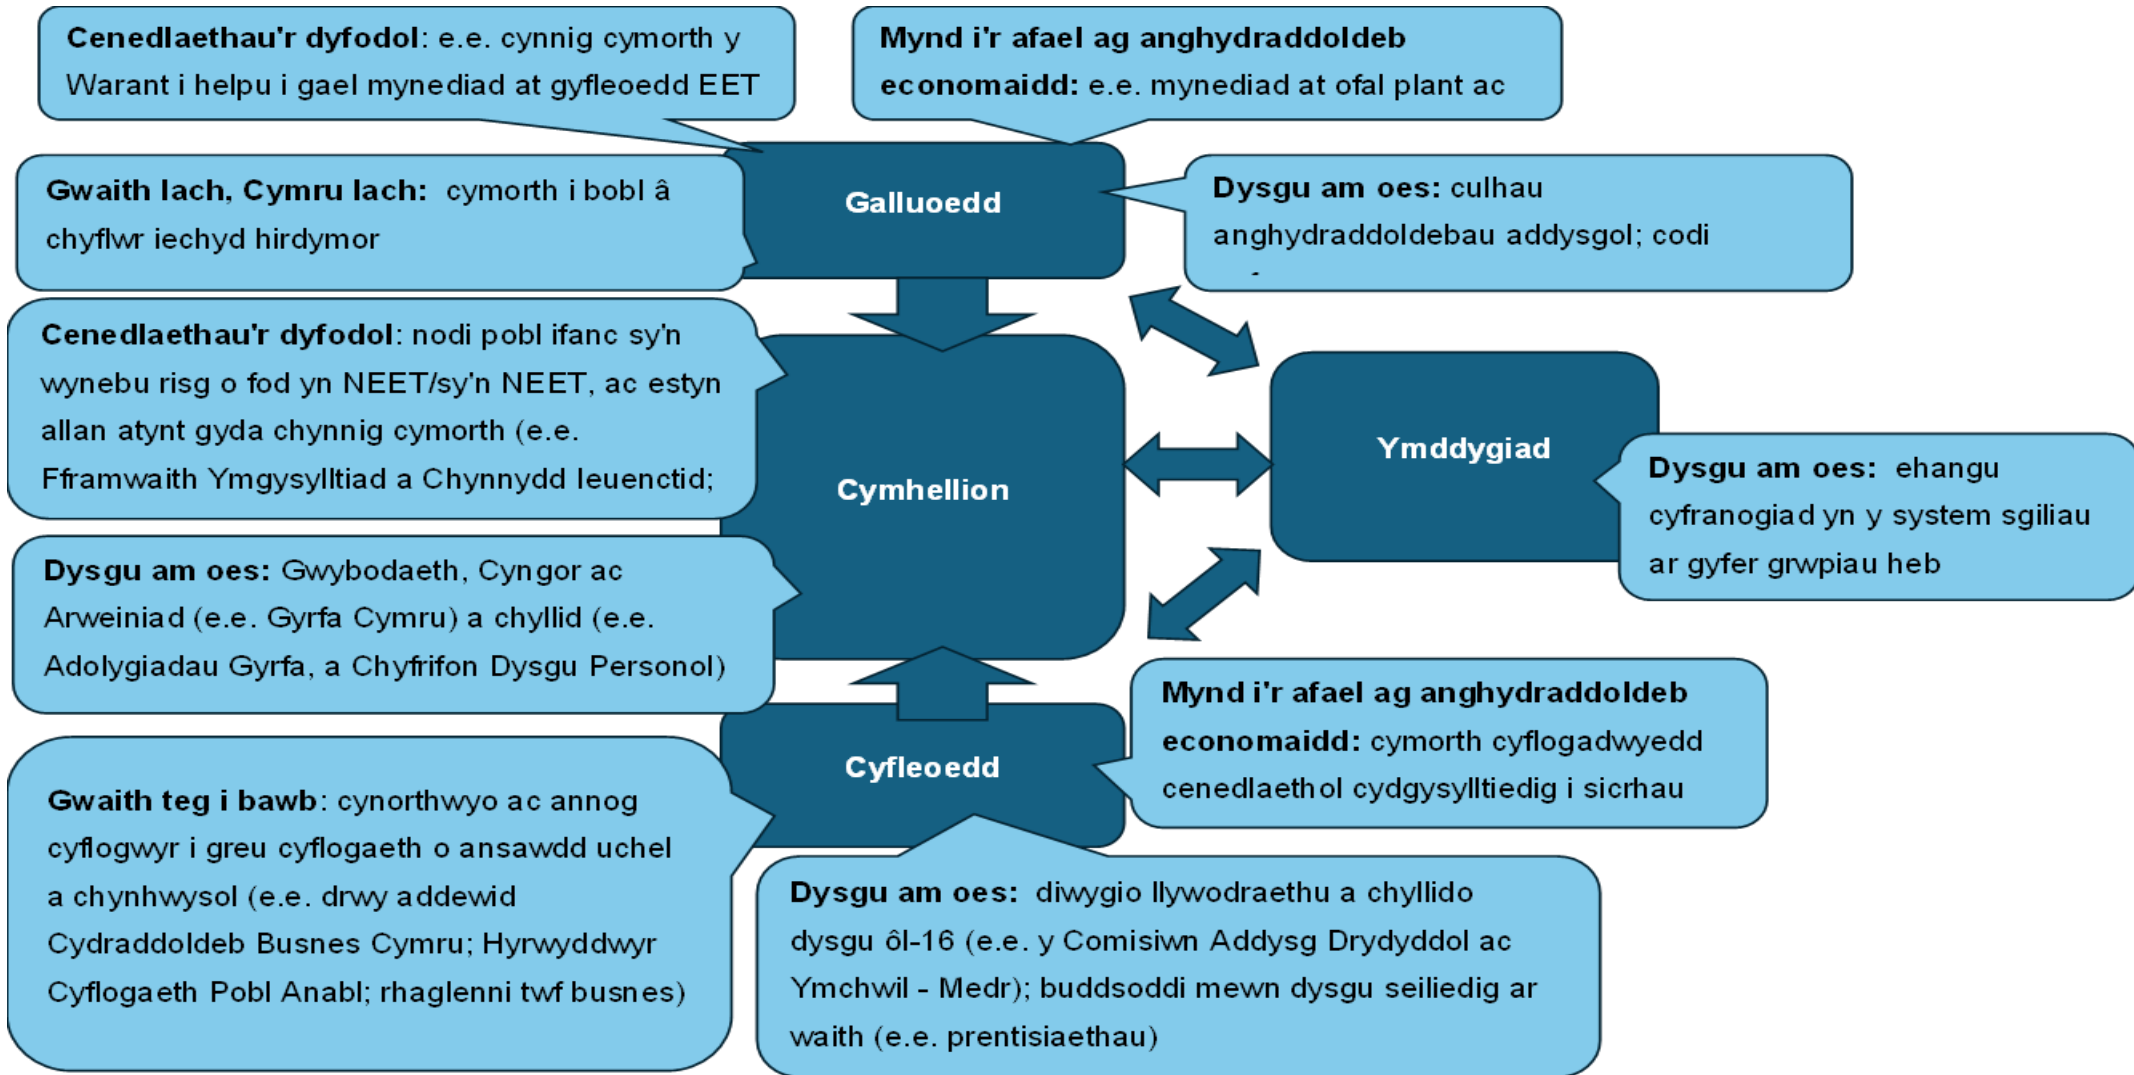 Cenedlaethau'r dyfodol: e.e. cynnig cymorth y
Warant i helpu i gael mynediad at gyfleoedd EET
Mynd i'r afael ag anghydraddoldeb
economaidd: e.e. mynediad at ofal plant ac
Gwaith Iach, Cymru Iach: cymorth i bobl â
chyflwr iechyd hirdymor
Galluoedd
Dysgu am oes: culhau
anghydraddoldebau addysgol; codi
Cenedlaethau'r dyfodol: nodi pobl ifanc sy'n
wynebu risg o fod yn NEET/sy'n NEET, ac estyn
allan atynt gyda chynnig cymorth (e.e.
Fframwaith Ymgysylltiad a Chynnydd Ieuenctid;
Cymhellion
Ymddygiad
Dysgu am oes: ehangu
cyfranogiad yn y system sgiliau
ar gyfer grwpiau heb
Dysgu am oes: Gwybodaeth, Cyngor ac
Arweiniad (e.e. Gyrfa Cymru) a chyllid (e.e.
Adolygiadau Gyrfa, a Chyfrifon Dysgu Personol)
Mynd i'r afael ag anghydraddoldeb
economaidd: cymorth cyflogadwyedd
cenedlaethol cydgysylltiedig i sicrhau
Cyfleoedd
Gwaith teg i bawb: cynorthwyo ac annog
cyflogwyr i greu cyflogaeth o ansawdd uchel
a chynhwysol (e.e. drwy addewid
Cydraddoldeb Busnes Cymru; Hyrwyddwyr
Cyflogaeth Pobl Anabl; rhaglenni twf busnes)
Dysgu am oes: diwygio llywodraethu a chyllido
dysgu ôl-16 (e.e. y Comisiwn Addysg Drydyddol ac
Ymchwil - Medr); buddsoddi mewn dysgu seiliedig ar
waith (e.e. prentisiaethau)